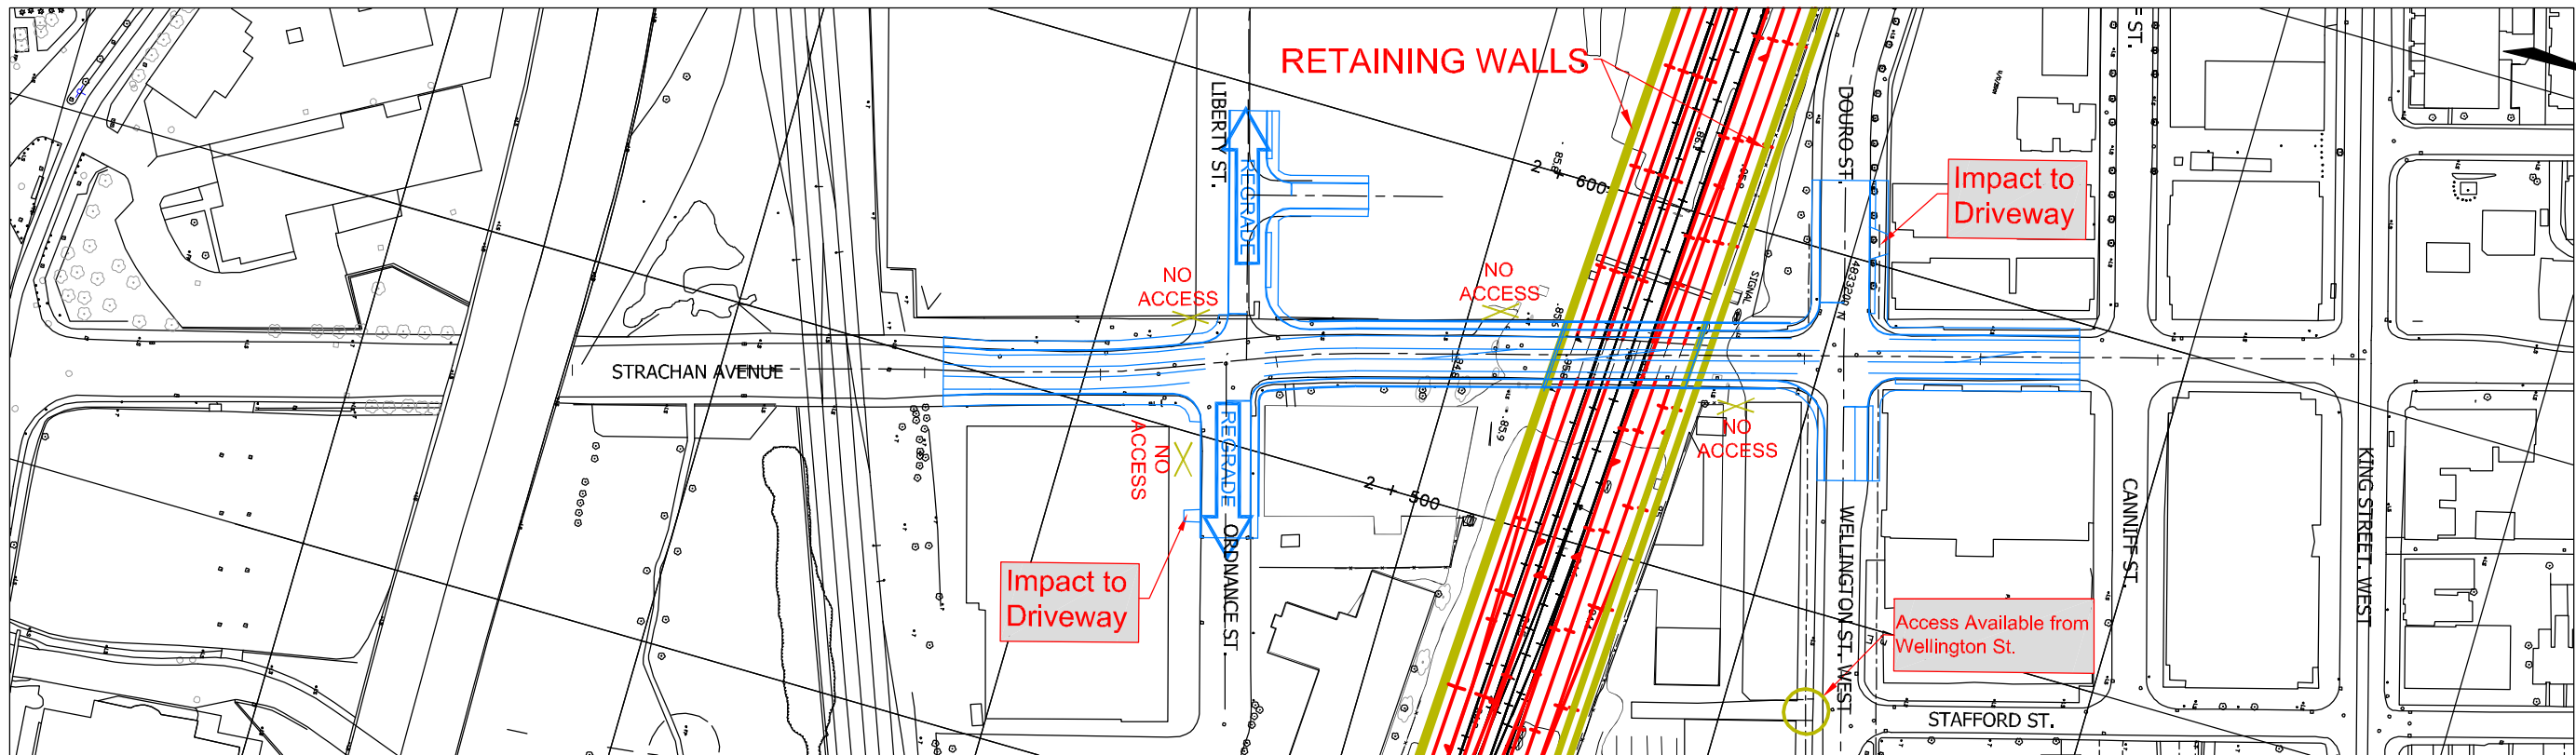 RETAINING WALLS
LIBERTY ST.
DOURO ST.
ST.
REGRADE
2 + 600
Impact to
Driveway
NO
ACCESS
NO
ACCESS
SIGNAL
4833200 N
STRACHAN AVENUE
NO
ACCESS
NO
ACCESS
REGRADE
2 + 500
ORDNANCE ST
Impact to
Driveway
WELLINGTON ST. WEST
CANNIFF ST.
KING STREET WEST
Access Available from
Wellington St.
STAFFORD ST.